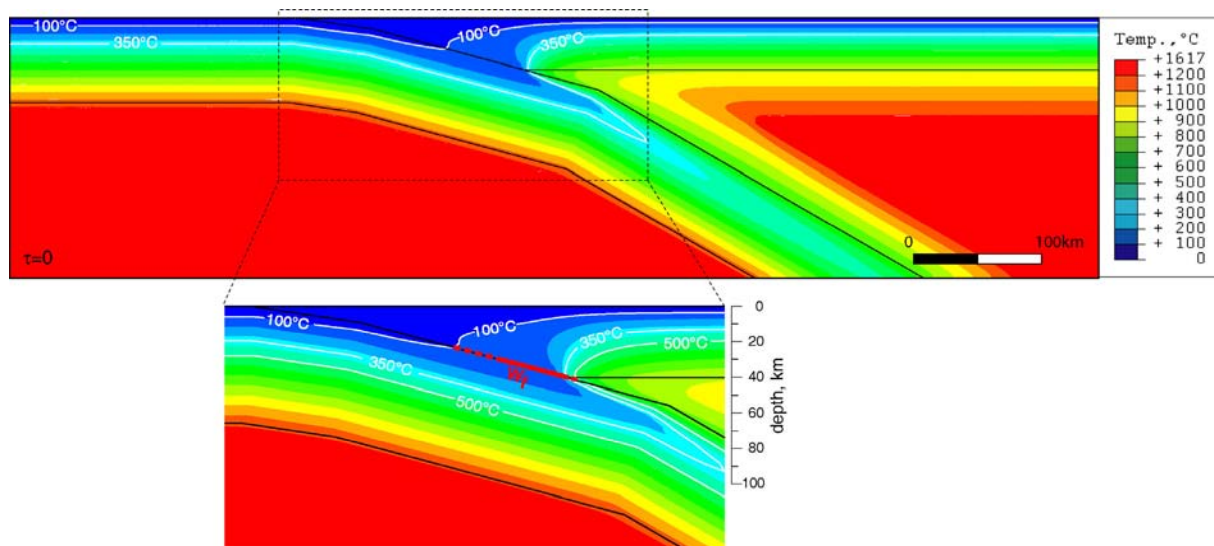 100°C
100°C
350°C
350°C
Temp.,°C
+1617
+1200
+1100
+1000
+ 900
+ 800
+ 700
+ 600
+ 500
+ 400
+ 300
+ 200
+ 100
0
τ=0
0
100km
100°C
100°C
350°C
350°C
500°C
500°C
0
20
40
60
80
100
depth, km